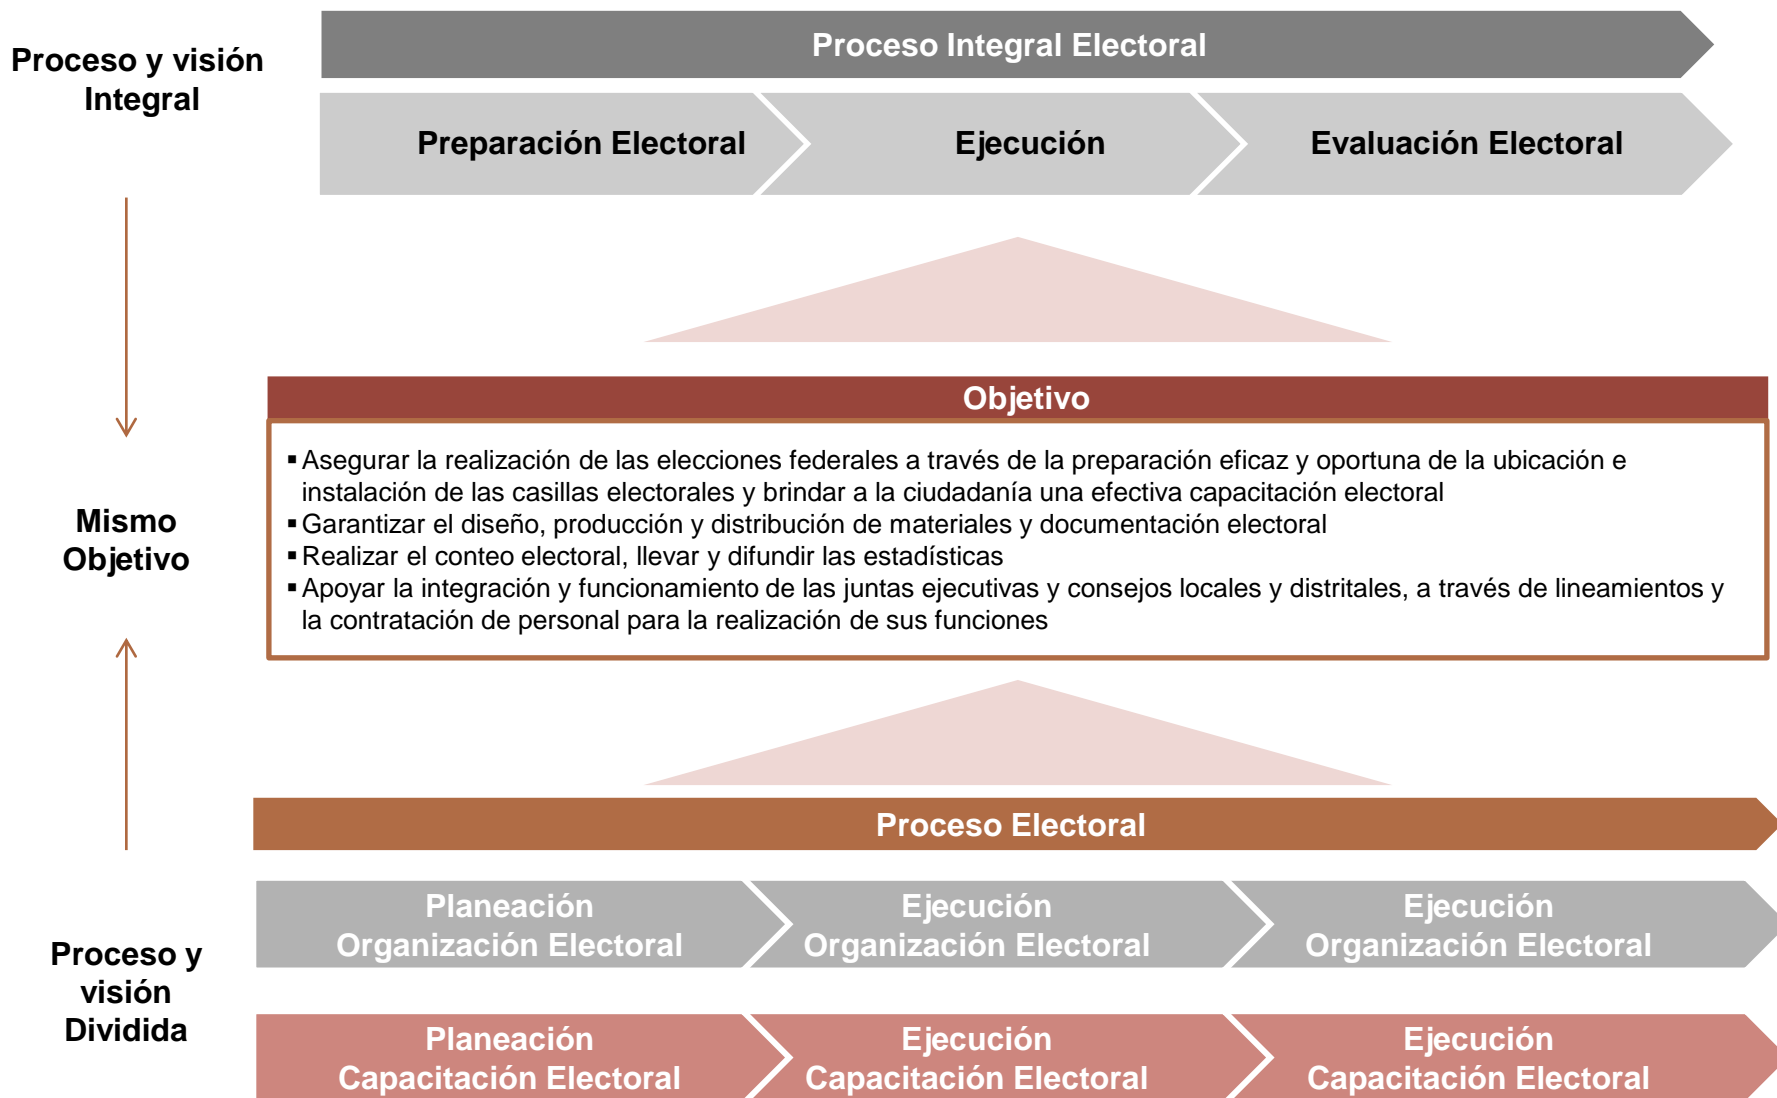 Proceso y visión
Integral
Proceso Integral Electoral
Preparación Electoral
Ejecución
Evaluación Electoral
Mismo
Objetivo
Objetivo
▪ Asegurar la realización de las elecciones federales a través de la preparación eficaz y oportuna de la ubicación e
instalación de las casillas electorales y brindar a la ciudadanía una efectiva capacitación electoral
▪ Garantizar el diseño, producción y distribución de materiales y documentación electoral
▪ Realizar el conteo electoral, llevar y difundir las estadísticas
▪ Apoyar la integración y funcionamiento de las juntas ejecutivas y consejos locales y distritales, a través de lineamientos y
la contratación de personal para la realización de sus funciones
Proceso y
visión
Dividida
Proceso Electoral
Planeación
Organización Electoral
Ejecución
Organización Electoral
Ejecución
Organización Electoral
Planeación
Capacitación Electoral
Ejecución
Capacitación Electoral
Ejecución
Capacitación Electoral